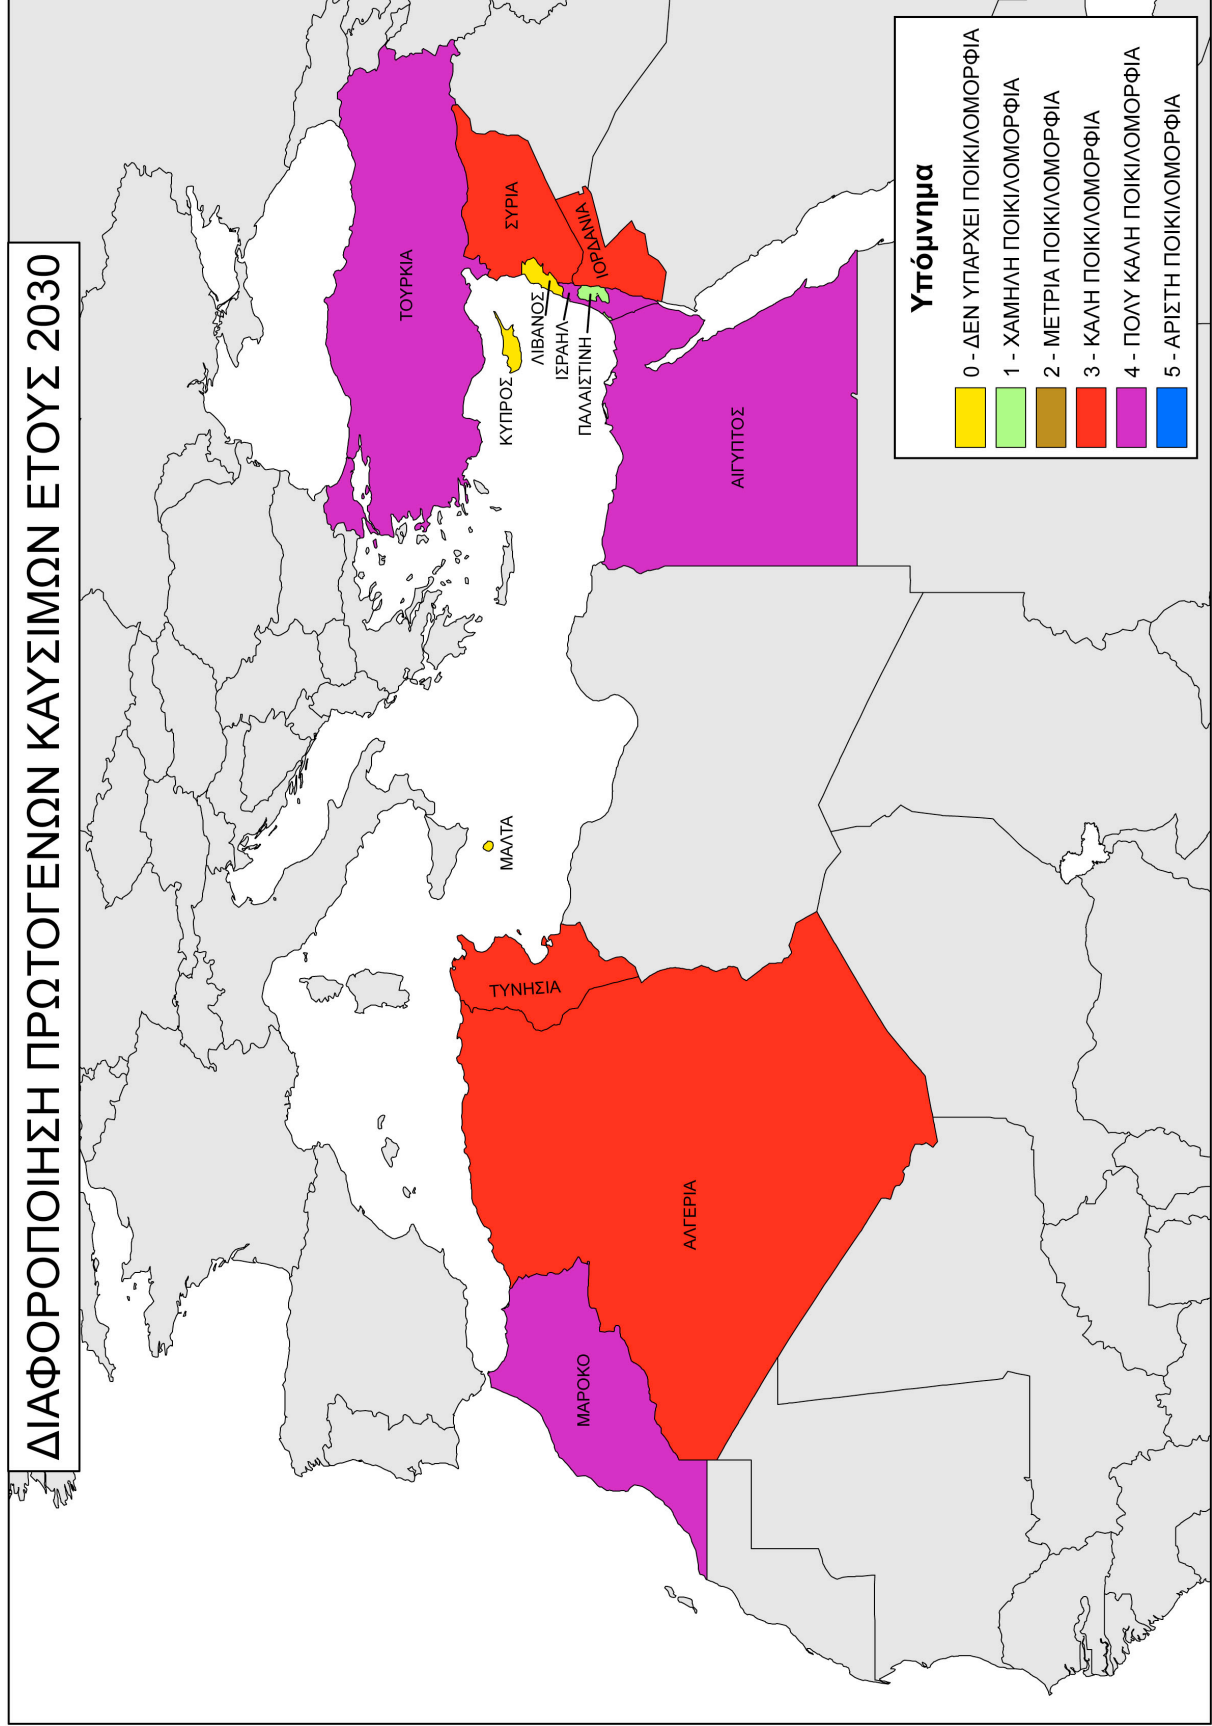 ΔΙΑΦΟΡΟΠΟΙΗΣΗ ΠΡΩΤΟΓΕΝΩΝ ΚΑΥΣΙΜΩΝ ΕΤΟΥΣ 2030
ΤΟΥΡΚΙΑ
ΣΥΡΙΑ
ΚΥΠΡΟΣ
ΛΙΒΑΝΟΣ
ΙΣΡΑΗΛ
ΠΑΛΑΙΣΤΙΝΗ
ΙΟΡΔΑΝΙΑ
ΜΑΛΤΑ
ΤΥΝΗΣΙΑ
ΜΑΡΟΚΟ
ΑΛΓΕΡΙΑ
ΑΙΓΥΠΤΟΣ
Υπόμνημα
0 - ΔΕΝ ΥΠΑΡΧΕΙ ΠΟΙΚΙΛΟΜΟΡΦΙΑ
1 - ΧΑΜΗΛΗ ΠΟΙΚΙΛΟΜΟΡΦΙΑ
2 - ΜΕΤΡΙΑ ΠΟΙΚΙΛΟΜΟΡΦΙΑ
3 - ΚΑΛΗ ΠΟΙΚΙΛΟΜΟΡΦΙΑ
4 - ΠΟΛΥ ΚΑΛΗ ΠΟΙΚΙΛΟΜΟΡΦΙΑ
5 - ΑΡΙΣΤΗ ΠΟΙΚΙΛΟΜΟΡΦΙΑ